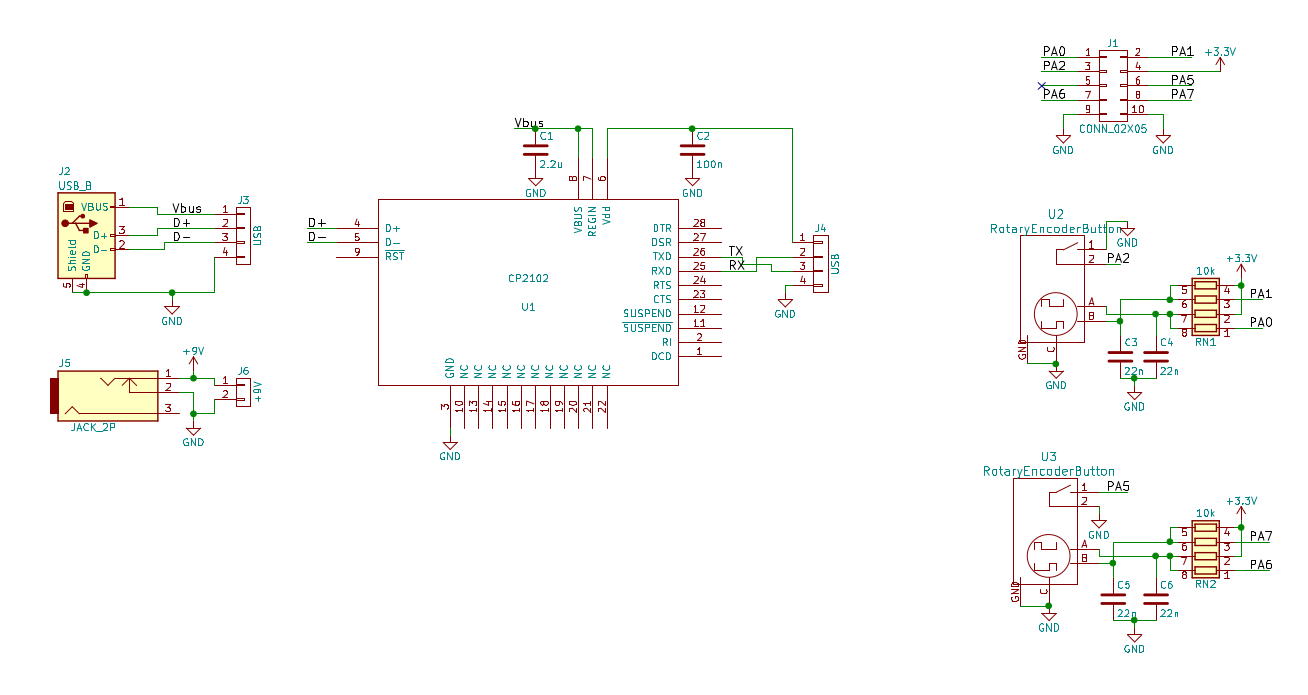 J2
USB_B
VBUS
1
D+
3
D-
2
Shield
GND
5
4
GND
Vbus
D+
D-
J3
1
2
3
4
USB
J5
JACK_2P
1
2
3
+9V
GND
J6
1
2
+9V
Vbus
C1
2.2u
GND
C2
100n
GND
8
7
6
VBUS
REGIN
Vdd
D+
4
D+
D-
5
D-
9
RST
CP2102
U1
DTR
28
DSR
27
TXD
26
TX
RXD
25
RX
RTS
24
CTS
23
SUSPEND
12
SUSPEND
11
RI
2
DCD
1
GND
NC
NC
NC
NC
NC
NC
NC
NC
NC
NC
NC
3
10
13
14
15
16
17
18
19
20
21
22
GND
J4
1
2
3
4
USB
GND
J1
PA0
1
2
PA1
+3.3V
PA2
3
4
5
6
PA5
PA6
7
8
PA7
9
10
CONN_02X05
GND
GND
U2
RotaryEncoderButton
1
GND
2
PA2
A
B
GND
C
GND
10k
+3.3V
5
4
6
3
PA1
7
2
8
1
PA0
RN1
C3
22n
C4
22n
GND
U3
RotaryEncoderButton
1
PA5
2
GND
A
B
GND
C
GND
10k
+3.3V
5
4
PA7
6
3
7
2
8
1
PA6
RN2
C5
22n
C6
22n
GND